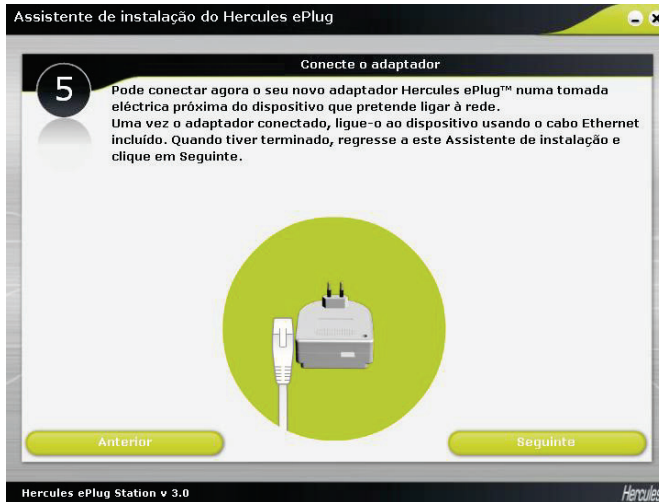 Assistente de instalação do Hercules ePlug
Conecte o adaptador
5
Pode conectar agora o seu novo adaptador Hercules ePlug™ numa tomada
eléctrica próxima do dispositivo que pretende ligar à rede.
Uma vez o adaptador conectado, ligue-o ao dispositivo usando o cabo Ethernet
incluído. Quando tiver terminado, regresse a este Assistente de instalação e
clique em Seguinte.
Anterior
Seguinte
Hercules ePlug Station v 3.0
Hercules